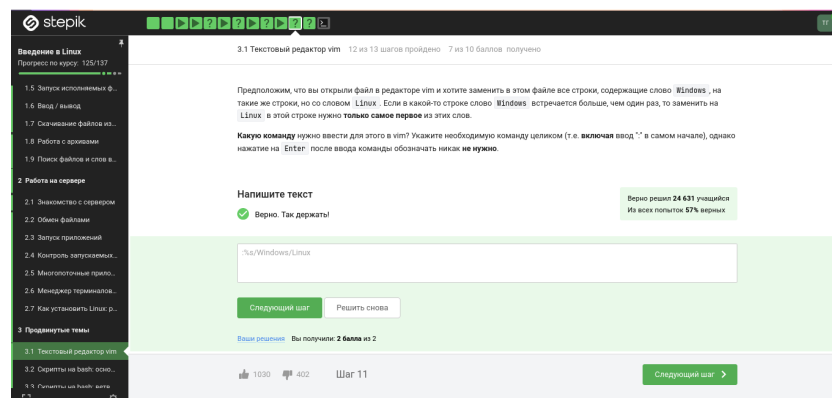 stepik
ТГ
Введение в Linux
Прогресс по курсу: 125/137
1.5 Запуск исполняемых ф...
1.6 Ввод / вывод
1.7 Скачивание файлов из...
1.8 Работа с архивами
1.9 Поиск файлов и слов в...
2 Работа на сервере
2.1 Знакомство с сервером
2.2 Обмен файлами
2.3 Запуск приложений
2.4 Контроль запускаемых...
2.5 Многопоточные прило...
2.6 Менеджер терминалов...
2.7 Как установить Linux: р...
3 Продвинутые темы
3.1 Текстовый редактор vim
3.2 Скрипты на bash: осно...
3.3 Скрипты на bash: ветв...
3.1 Текстовый редактор vim 12 из 13 шагов пройдено 7 из 10 баллов получено
Предположим, что вы открыли файл в редакторе vim и хотите заменить в этом файле все строки, содержащие слово Windows, на
такие же строки, но со словом Linux. Если в какой-то строке слово Windows встречается больше, чем один раз, то заменить на
Linux в этой строке нужно только самое первое из этих слов.
Какую команду нужно ввести для этого в vim? Укажите необходимую команду целиком (т.е. включая ввод ":" в самом начале), однако
нажатие на Enter после ввода команды обозначать никак не нужно.
Напишите текст
Верно. Так держать!
Верно решил 24 631 учащийся
Из всех попыток 57% верных
:%s/Windows/Linux
Следующий шаг
Решить снова
Ваши решения Вы получили: 2 балла из 2
1030 402 Шаг 11
Следующий шаг